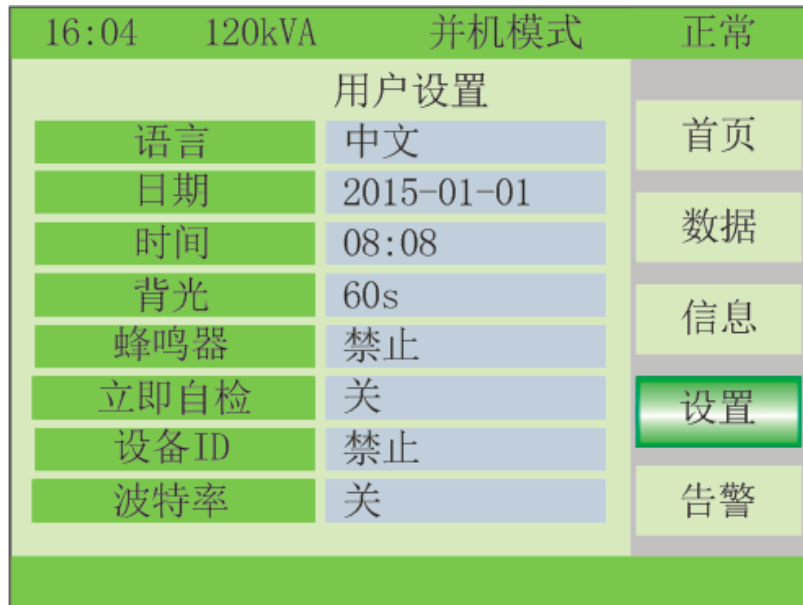 16:04 120kVA 并机模式 正常
用户设置
语言 中文
日期 2015-01-01
时间 08:08
背光 60s
蜂鸣器 禁止
立即自检 关
设备ID 禁止
波特率 关
首页
数据
信息
设置
告警